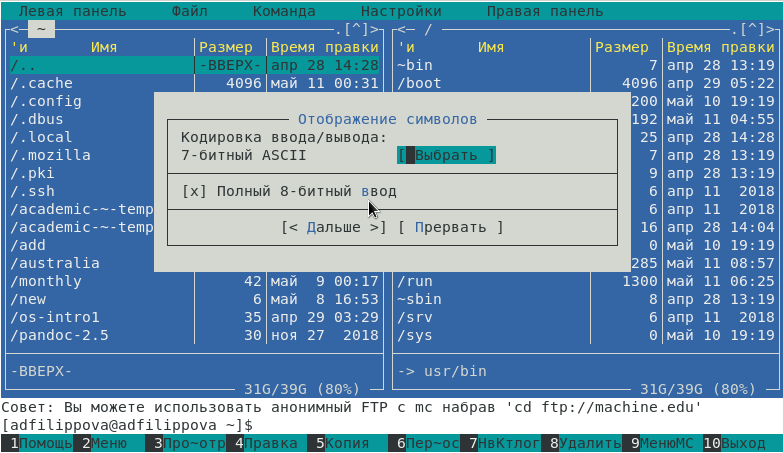 Левая панель Файл Команда Настройки Правая панель
<─ ~ .[^]> <─ / .[^]>
'и Имя Размер Время правки 'и Имя Размер Время правки
/.. -ВВЕРХ- апр 28 14:28 ~bin 7 апр 28 13:19
/.cache 4096 май 11 00:31 /boot 4096 апр 29 05:22
/.config 200 май 10 19:19
/.dbus Отображение символов 192 май 11 04:55
/.local Кодировка ввода/вывода: 25 апр 28 14:28
/.mozilla 7-битный ASCII [ Выбрать ] 7 апр 28 13:19
/.pki 9 апр 28 13:19
/.ssh [x] Полный 8-битный ввод 6 апр 11 2018
/academic-~-temp 6 апр 11 2018
/academic-~-temp [< Дальше >] [ Прервать ] 16 апр 28 14:04
/add 0 май 10 19:19
/australia 285 май 11 08:57
/monthly 42 май 9 00:17 /run 1300 май 11 06:25
/new 6 май 8 16:53 ~sbin 8 апр 28 13:19
/os-intro1 35 апр 29 03:29 /srv 6 апр 11 2018
/pandoc-2.5 30 ноя 27 2018 /sys 0 май 10 19:19
-ВВЕРХ- -> usr/bin
31G/39G (80%) 31G/39G (80%)
Совет: Вы можете использовать анонимный FTP с mc набрав 'cd ftp://machine.edu'
[adfilippova@adfilippova ~]$
1Помощь 2Меню 3Про~отр 4Правка 5Копия 6Пер~ос 7НвКтлог 8Удалить 9МенюMC 10Выход